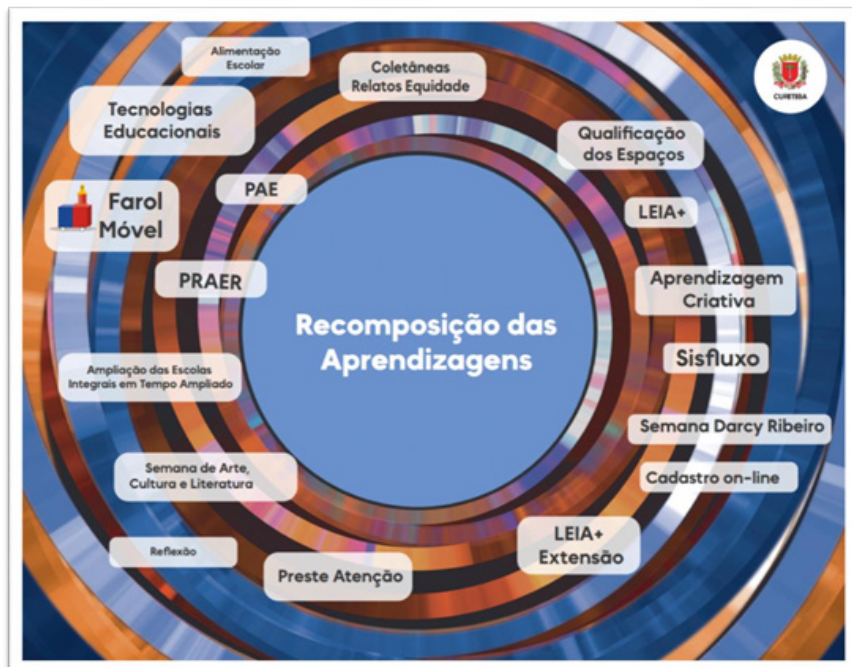 Alimentação
Escolar
Coletâneas
Relatos Equidade
CURITIBA
Tecnologias
Educacionais
Qualificação
dos Espaços
PAE
Farol
Móvel
LEIA+
PRAER
Aprendizagem
Criativa
Recomposição das
Aprendizagens
Sisfluxo
Ampliação das Escolas
Integrais em Tempo Ampliado
Semana Darcy Ribeiro
Semana de Arte,
Cultura e Literatura
Cadastro on-line
LEIA+
Extensão
Reflexão
Preste Atenção